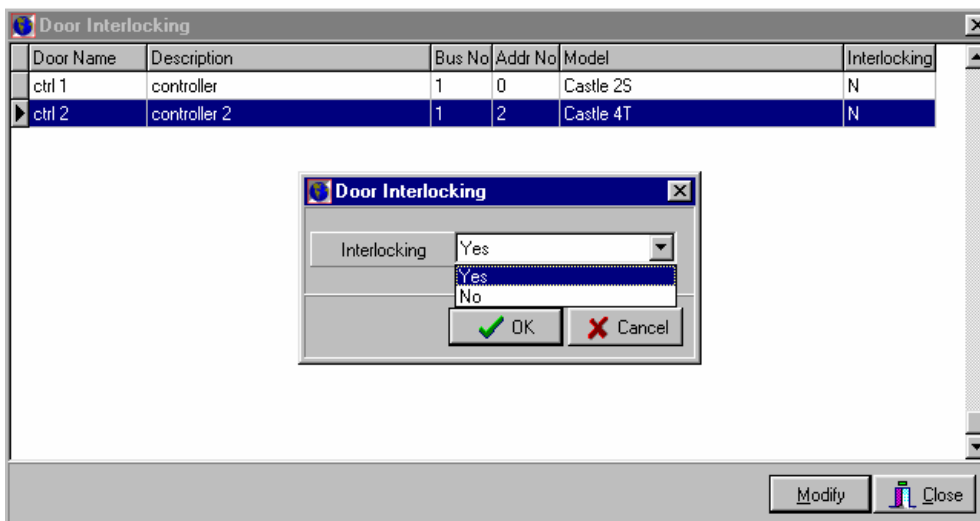 Door Interlocking
Door Name Description Bus No Addr No Model Interlocking
ctrl 1 controller 1 0 Castle 2S N
ctrl 2 controller 2 1 2 Castle 4T N
Door Interlocking
Interlocking Yes
Yes
No
OK Cancel
Modify Close